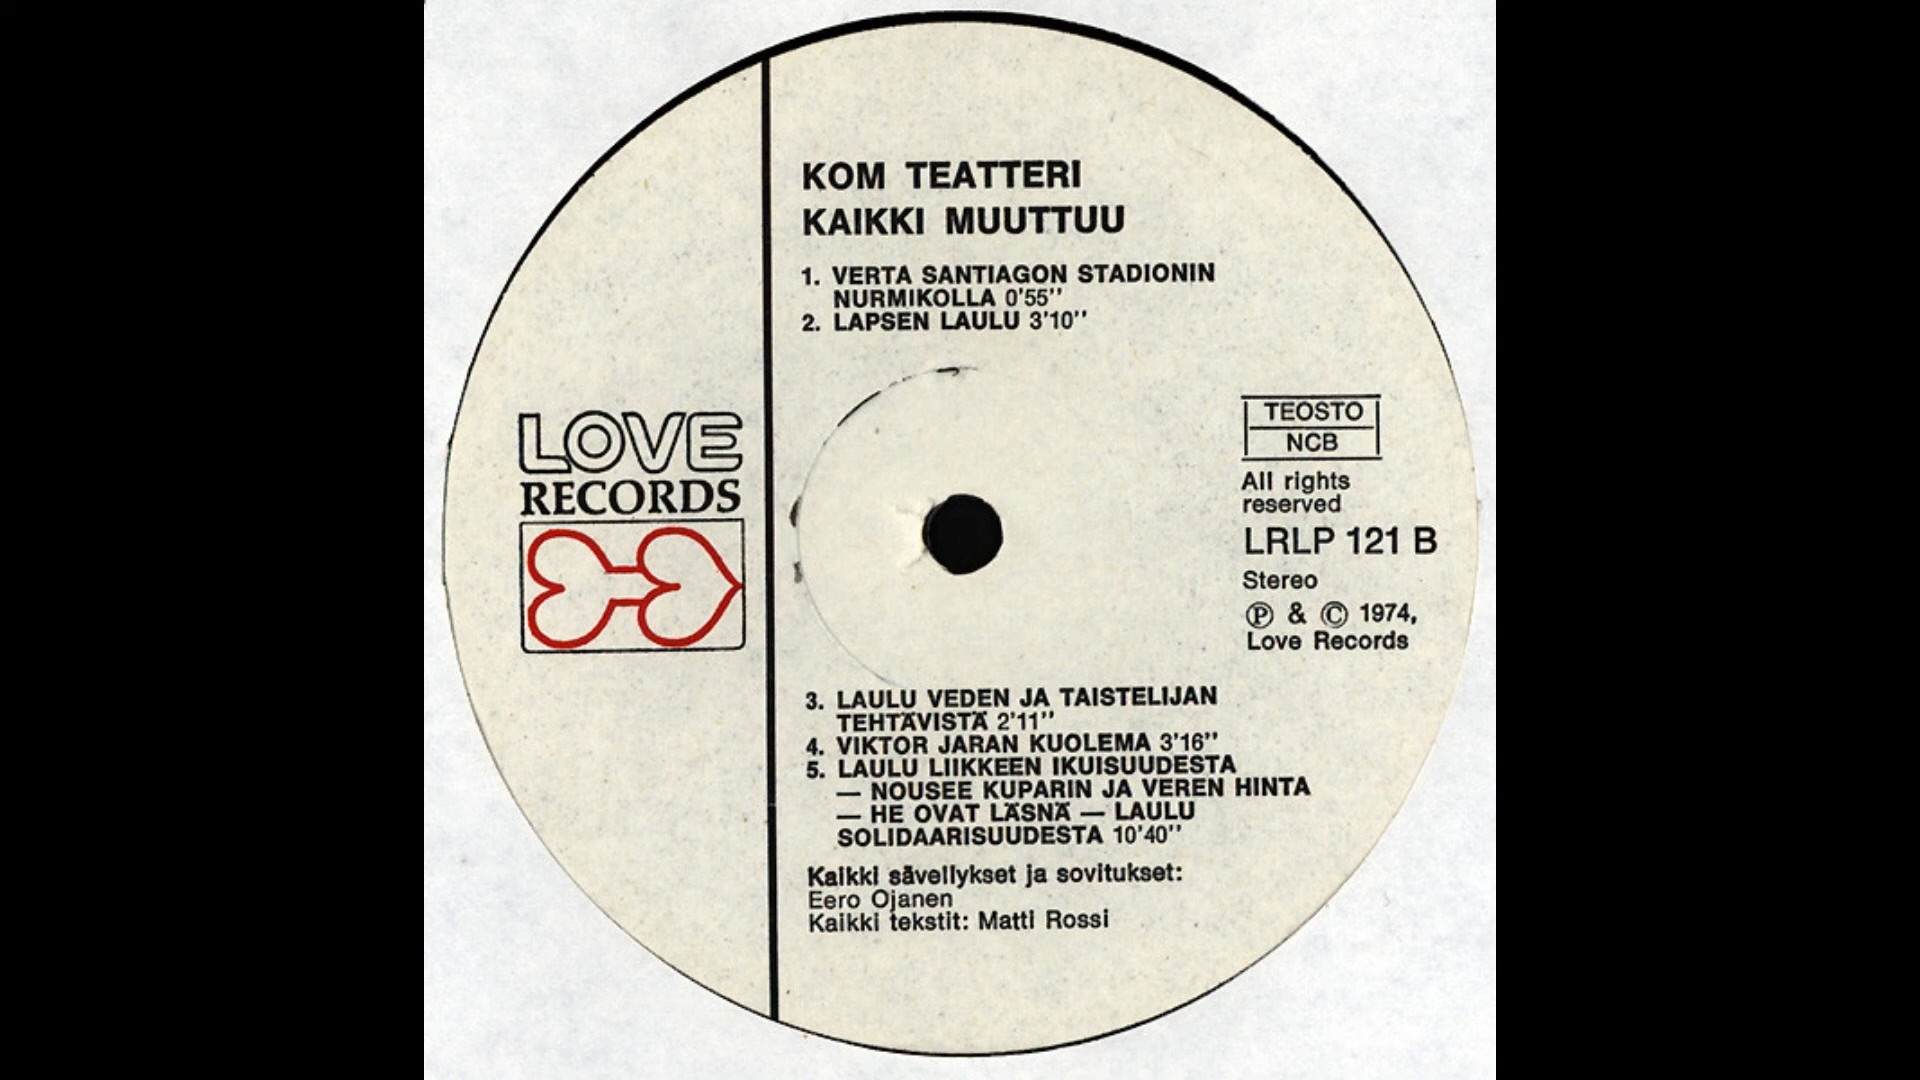 KOM TEATTERI
KAIKKI MUUTTUU
1. VERTA SANTIAGON STADIONIN
NURMIKOLLA 0'55''
2. LAPSEN LAULU 3'10''
LOVE
RECORDS
TEOSTO
NCB
All rights
reserved
LRLP 121 B
Stereo
Ⓟ & © 1974,
Love Records
3. LAULU VEDEN JA TAISTELIJAN
TEHTÄVISTÄ 2'11''
4. VIKTOR JARAN KUOLEMA 3'16''
5. LAULU LIIKKEEN IKUISUUDESTA
— NOUSEE KUPARIN JA VEREN HINTA
— HE OVAT LÄSNÄ — LAULU
SOLIDAARISUUDESTA 10'40''
Kaikki sävellykset ja sovitukset:
Eero Ojanen
Kaikki tekstit: Matti Rossi